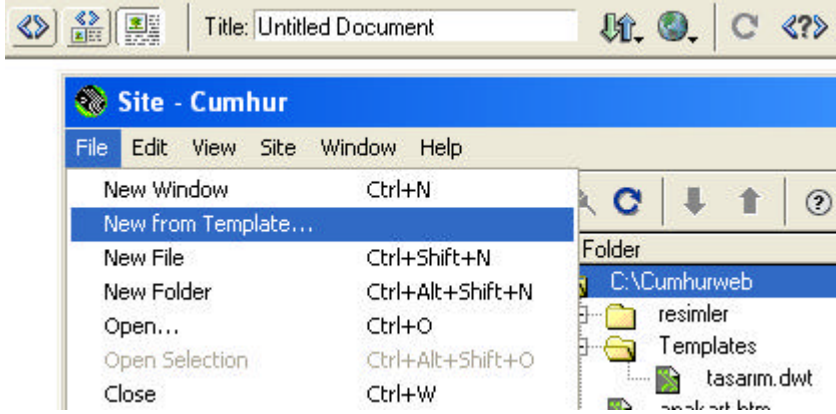 Title: Untitled Document
Site - Cumhur
File Edit View Site Window Help
New Window Ctrl+N
New from Template...
New File Ctrl+Shift+N
New Folder Ctrl+Alt+Shift+N
Open... Ctrl+O
Open Selection Ctrl+Alt+Shift+O
Close Ctrl+W
Folder
C:\Cumhurweb
resimler
Templates
tasarım.dwt
anakart.htm